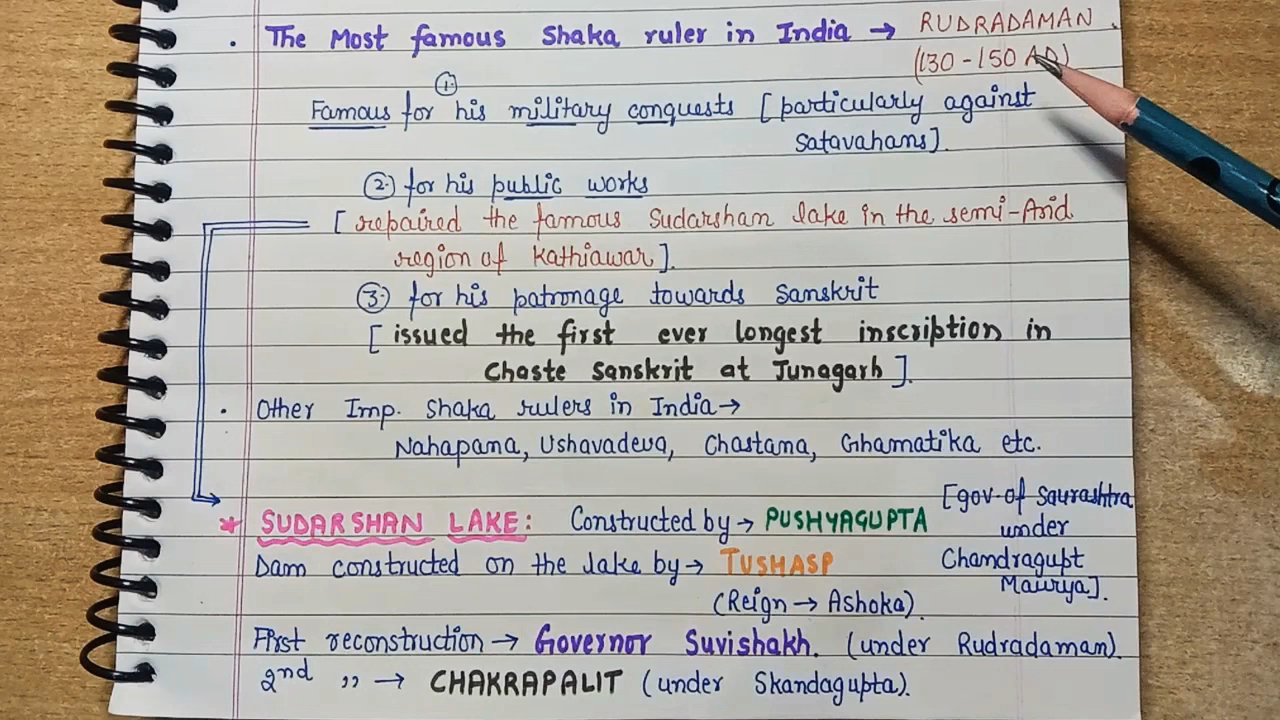 • The Most famous Shaka ruler in India → RUDRADAMAN
(130 - 150 AD)
Famous for ①his military conquests [particularly against
Satavahans].
② for his public works
[repaired the famous Sudarsham lake in the semi-Arid
region of Kathiawar].
③ for his patronage towards Sanskrit
[issued the first ever longest inscription in
Chaste Sanskrit at Junagarh].
• Other Imp. Shaka rulers in India →
Nahapana, Ushavadeva, Chastana, Ghamatika etc.
* SUDARSHAN LAKE: Constructed by → PUSHYAGUPTA [gov. of Saurashtra
under
Chandragupt
Maurya].
Dam constructed on the lake by → TUSHASP
(Reign → Ashoka).
First reconstruction → Governor Suvishakh. (under Rudradaman).
2nd ,, → CHAKRAPALIT (under Skandagupta).